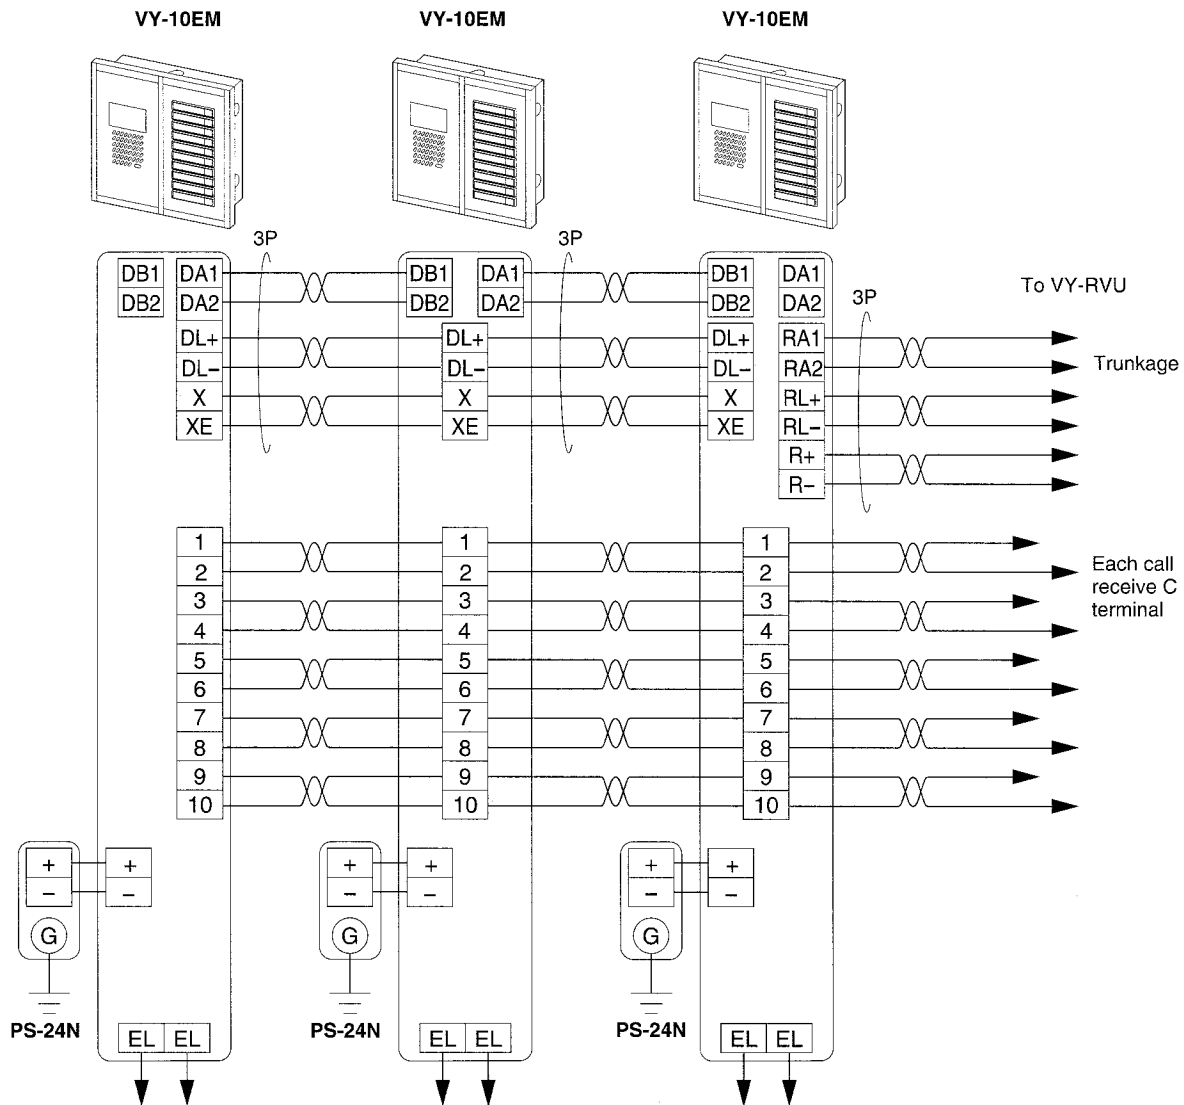 VY-10EM VY-10EM VY-10EM
3P 3P
DB1 DA1 DB1 DA1 DB1 DA1
To VY-RVU
3P
DB2 DA2 DB2 DA2 DB2 DA2
DL+ DL+ DL+ RA1
DL− DL− DL− RA2 Trunkage
X X X RL+
XE XE XE RL−
R+
R−
1 1 1
2 2 2 Each call
3 3 3 receive C
4 4 4 terminal
5 5 5
6 6 6
7 7 7
8 8 8
9 9 9
10 10 10
+ + + + + +
− − − − − −
G G G
PS-24N PS-24N PS-24N
EL EL EL EL EL EL